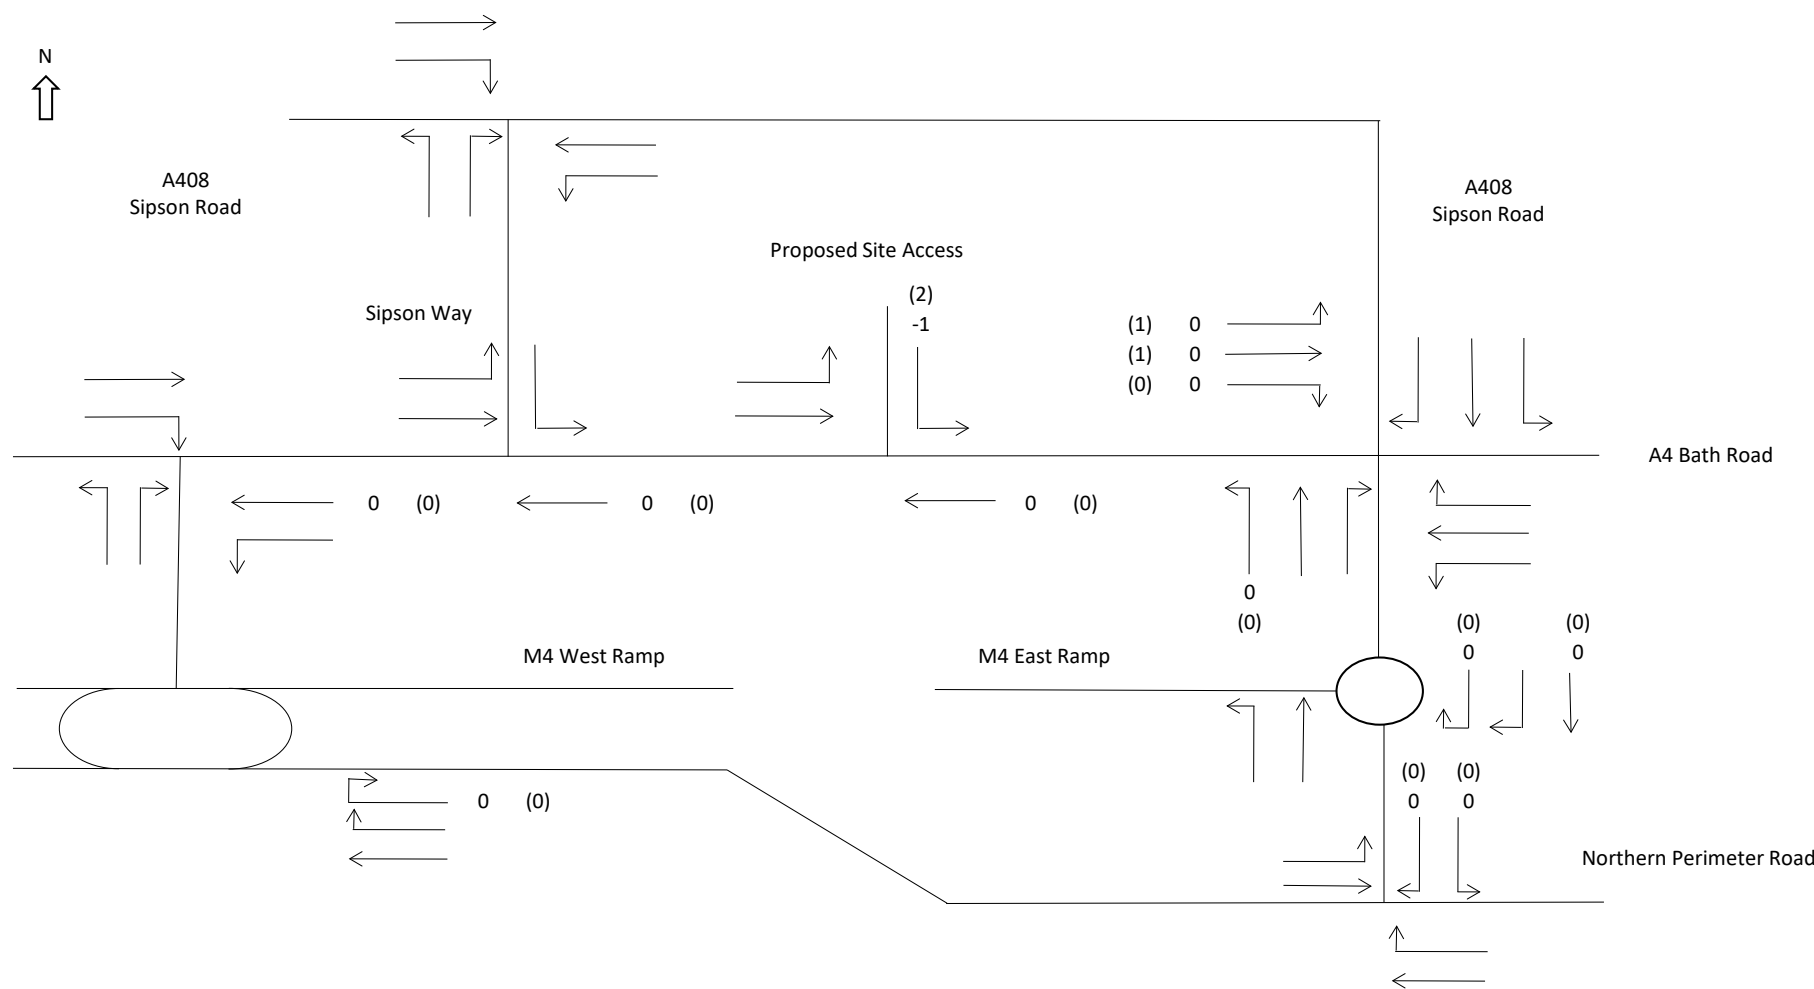 N
A408
Sipson Road
A408
Sipson Road
Proposed Site Access
(2)
-1
Sipson Way
(1) 0
(1) 0
(0) 0
A4 Bath Road
0 (0)
0 (0)
0 (0)
0
(0)
(0) (0)
0 0
M4 West Ramp
M4 East Ramp
(0) (0)
0 0
0 (0)
Northern Perimeter Road